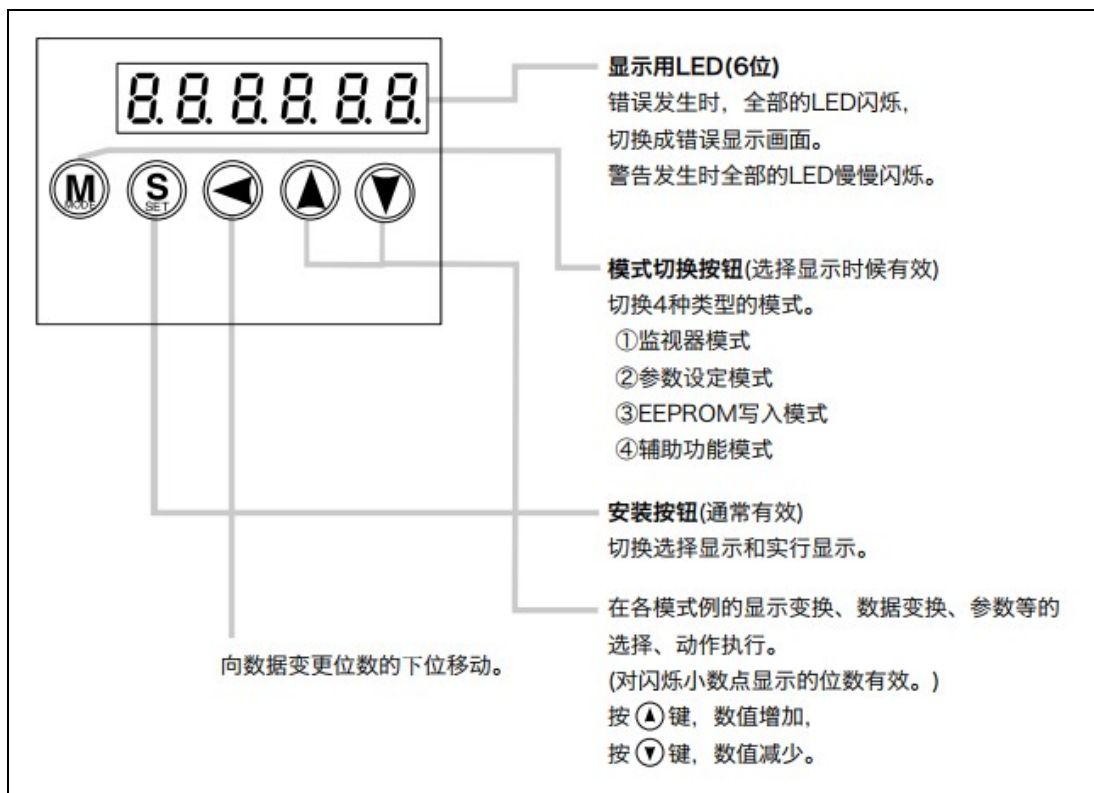 8.8.8.8.8.8.
M
MODE
S
SET
显示用LED(6位)
错误发生时，全部的LED闪烁，
切换成错误显示画面。
警告发生时全部的LED慢慢闪烁。
模式切换按钮(选择显示时候有效)
切换4种类型的模式。
①监视器模式
②参数设定模式
③EEPROM写入模式
④辅助功能模式
安装按钮(通常有效)
切换选择显示和实行显示。
在各模式例的显示变换、数据变换、参数等的
选择、动作执行。
(对闪烁小数点显示的位数有效。)
按▲键，数值增加，
按▼键，数值减少。
向数据变更位数的下位移动。